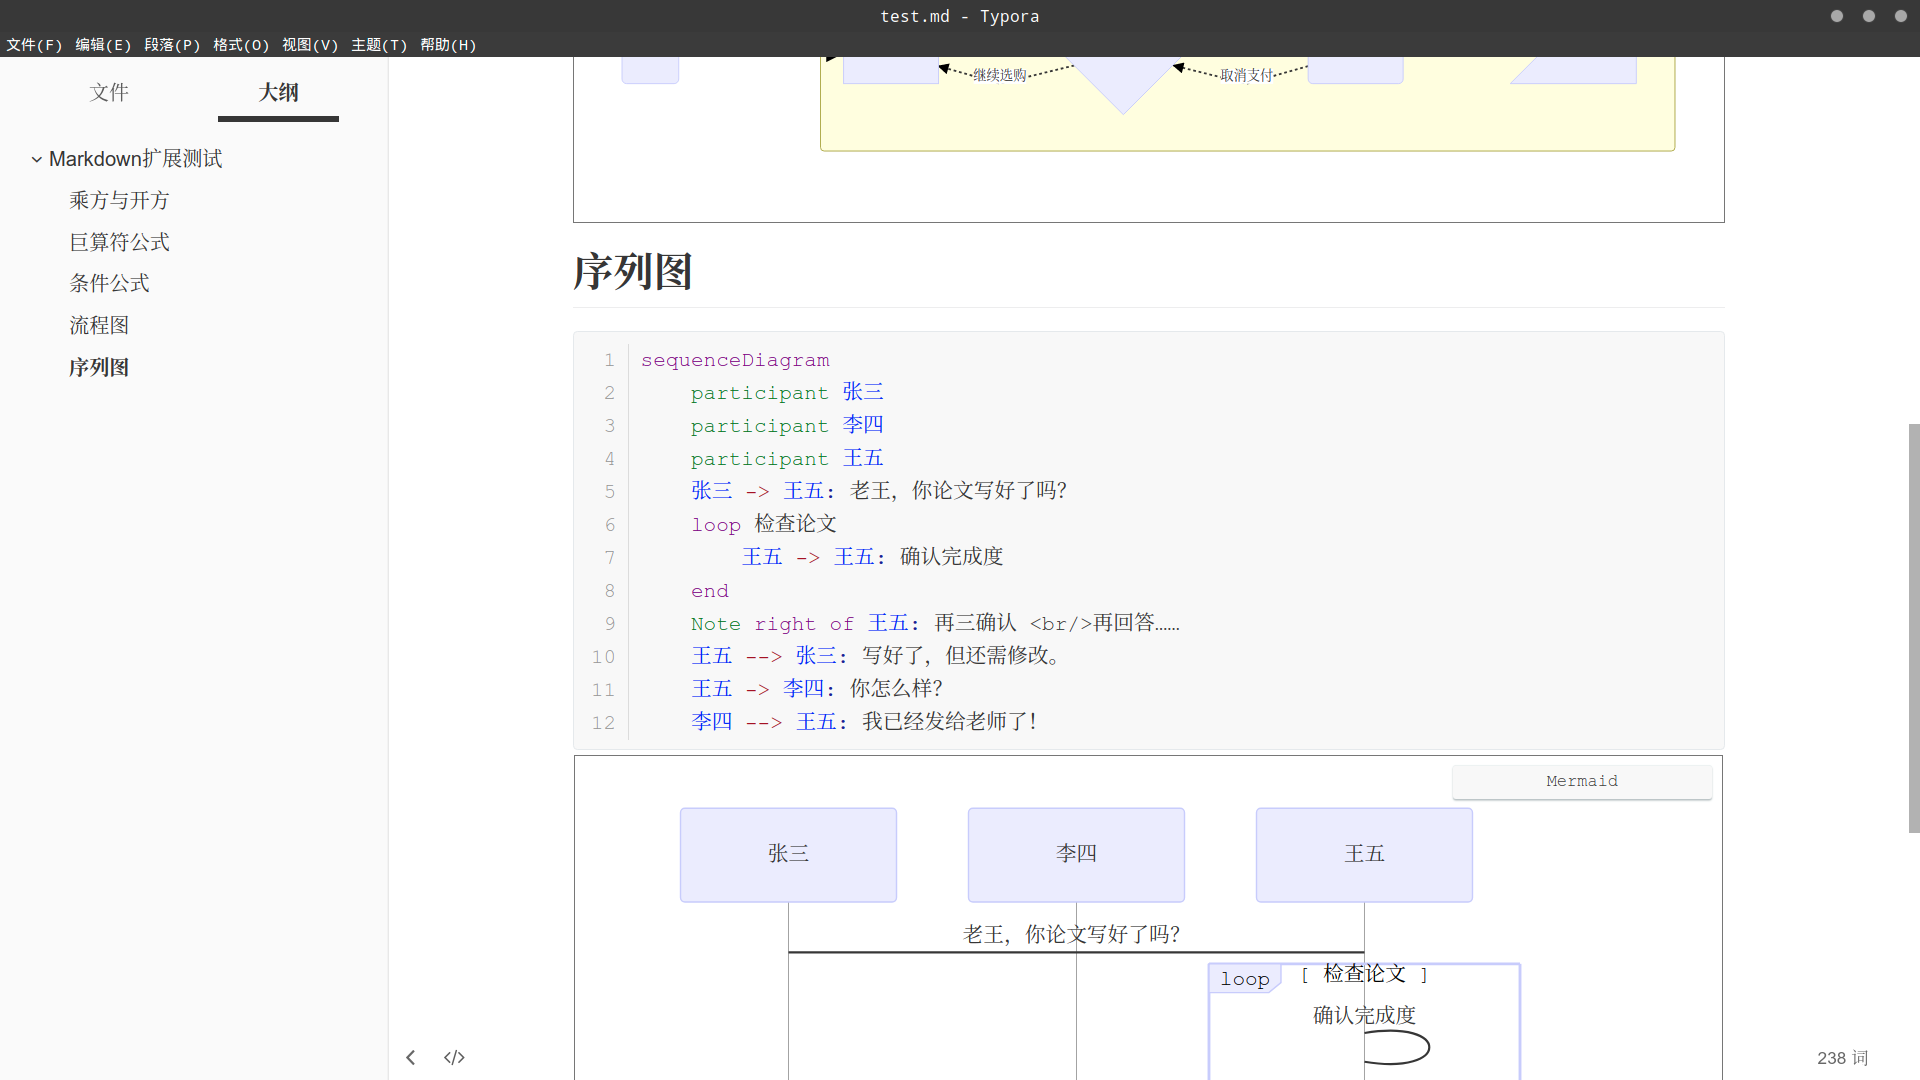 test.md - Typora
文件(F) 编辑(E) 段落(P) 格式(O) 视图(V) 主题(T) 帮助(H)
文件 大纲
Markdown扩展测试
乘方与开方
巨算符公式
条件公式
流程图
序列图
继续选购 取消支付
序列图
1 sequenceDiagram
2 participant 张三
3 participant 李四
4 participant 王五
5 张三 -> 王五: 老王，你论文写好了吗?
6 loop 检查论文
7 王五 -> 王五: 确认完成度
8 end
9 Note right of 王五: 再三确认 <br/>再回答……
10 王五 --> 张三: 写好了，但还需修改。
11 王五 -> 李四: 你怎么样?
12 李四 --> 王五: 我已经发给老师了!
Mermaid
张三 李四 王五
老王，你论文写好了吗?
loop [ 检查论文 ]
确认完成度
</> 238 词